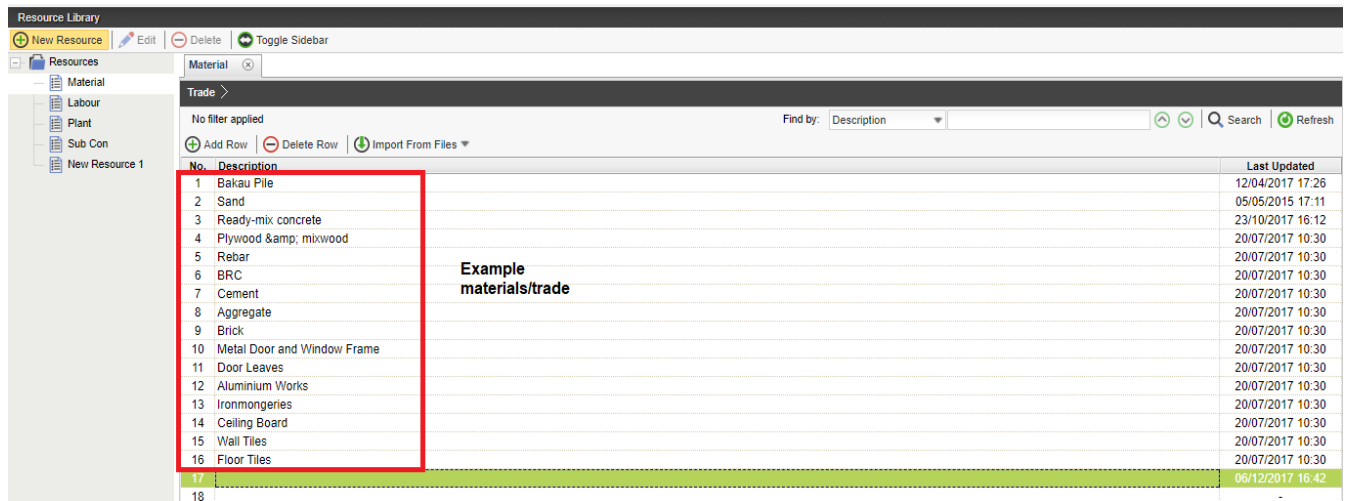 Resource Library
New Resource Edit Delete Toggle Sidebar
Resources
Material
Labour
Plant
Sub Con
New Resource 1
Material
Trade
No filter applied Find by: Description Search Refresh
Add Row Delete Row Import From Files
No. Description Last Updated
1 Bakau Pile 12/04/2017 17:26
2 Sand 05/05/2015 17:11
3 Ready-mix concrete 23/10/2017 16:12
4 Plywood &amp; mixwood 20/07/2017 10:30
5 Rebar 20/07/2017 10:30
6 BRC 20/07/2017 10:30
7 Cement 20/07/2017 10:30
8 Aggregate 20/07/2017 10:30
9 Brick 20/07/2017 10:30
10 Metal Door and Window Frame 20/07/2017 10:30
11 Door Leaves 20/07/2017 10:30
12 Aluminium Works 20/07/2017 10:30
13 Ironmongeries 20/07/2017 10:30
14 Ceiling Board 20/07/2017 10:30
15 Wall Tiles 20/07/2017 10:30
16 Floor Tiles 20/07/2017 10:30
17 06/12/2017 16:42
18 -
Example
materials/trade